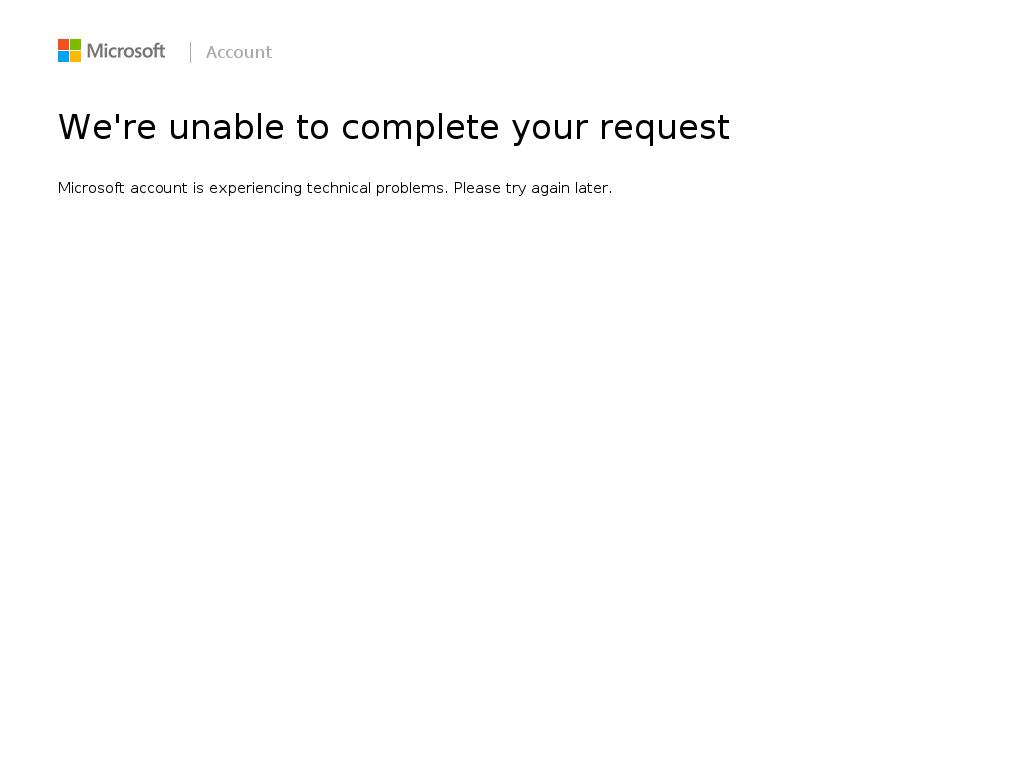 Microsoft | Account
We're unable to complete your request
Microsoft account is experiencing technical problems. Please try again later.